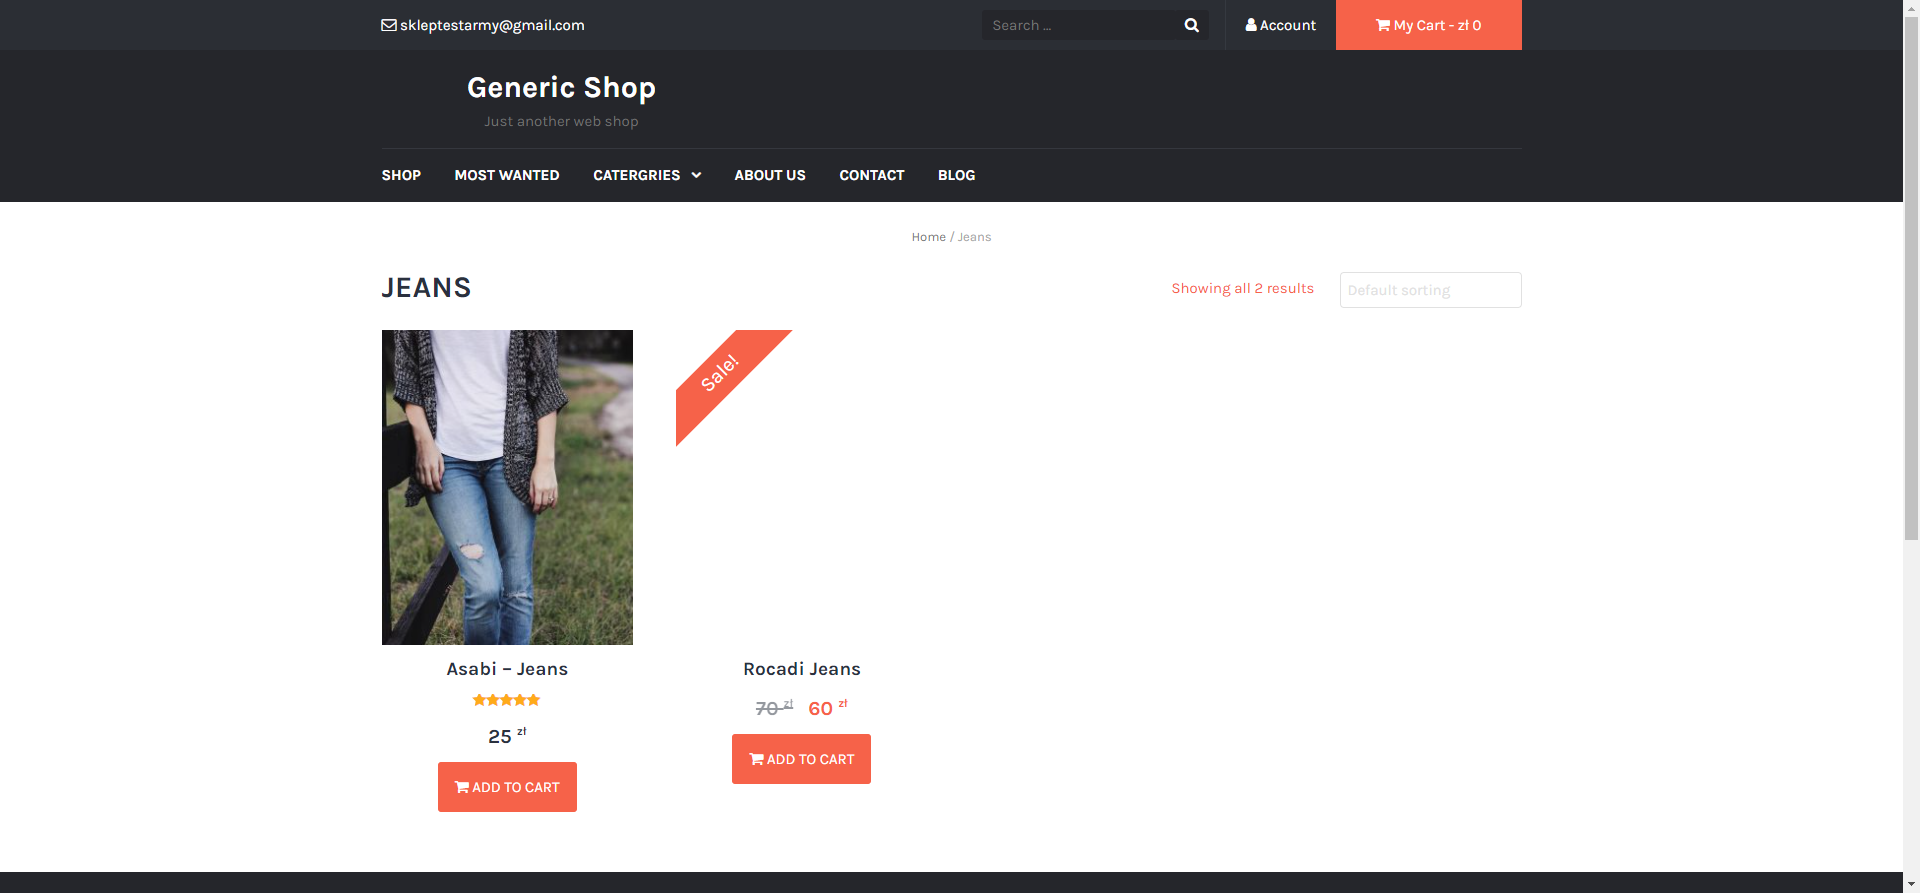 skleptestarmy@gmail.com
Search ...
Account
My Cart - zł 0
Generic Shop
Just another web shop
SHOP MOST WANTED CATERGRIES ABOUT US CONTACT BLOG
Home / Jeans
JEANS
Showing all 2 results
Default sorting
Sale!
Asabi – Jeans
25 zł
ADD TO CART
Rocadi Jeans
70 zł 60 zł
ADD TO CART